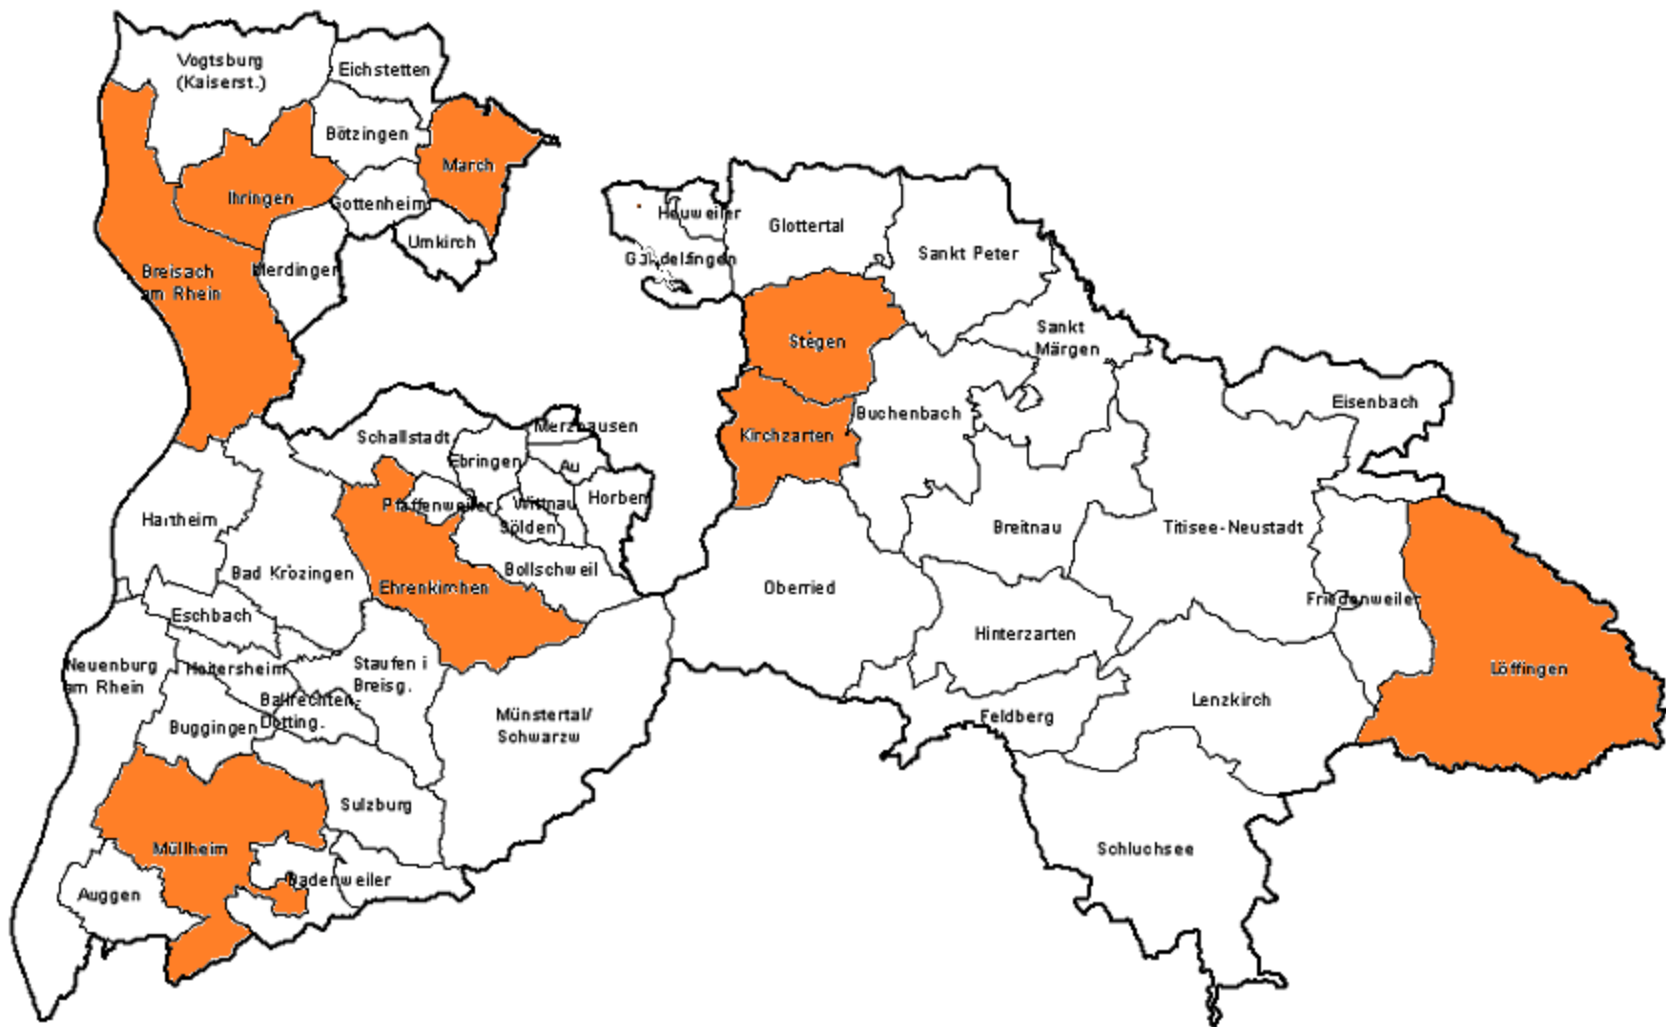 Vogtsburg
(Kaiserst.)
Eichstetten
Bötzingen
March
Ihringen
Gottenheim
Umkirch
Merdingen
Breisach
am Rhein
Heuweiler
Gundelfingen
Glottertal
Sankt Peter
Stegen
Sankt
Märgen
Kirchzarten
Buchenbach
Eisenbach
Schallstadt
Merzhausen
Ebringen
Au
Horben
Pfaffenweiler
Wittnau
Sölden
Hartheim
Breitnau
Titisee-Neustadt
Bad Krozingen
Bollschweil
Ehrenkirchen
Oberried
Friedenweiler
Eschbach
Hinterzarten
Neuenburg
am Rhein
Heitersheim
Staufen i
Breisg.
Löffingen
Ballrechten-
Dotting.
Buggingen
Münstertal/
Schwarzw
Feldberg
Lenzkirch
Sulzburg
Müllheim
Schluchsee
Badenweiler
Auggen